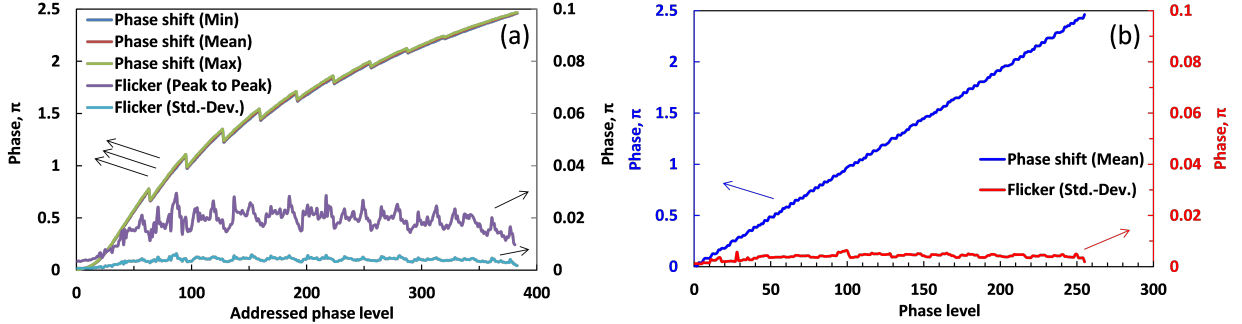 (a)
Phase shift (Min)
Phase shift (Mean)
Phase shift (Max)
Flicker (Peak to Peak)
Flicker (Std.-Dev.)
Phase, π
2.5
2
1.5
1
0.5
0
0.1
0.08
0.06
0.04
0.02
0
Phase, π
0
100
200
300
400
Addressed phase level
(b)
Phase, π
2.5
2
1.5
1
0.5
0
Phase shift (Mean)
Flicker (Std.-Dev.)
0.1
0.08
0.06
0.04
0.02
0
Phase, π
0
50
100
150
200
250
300
Phase level